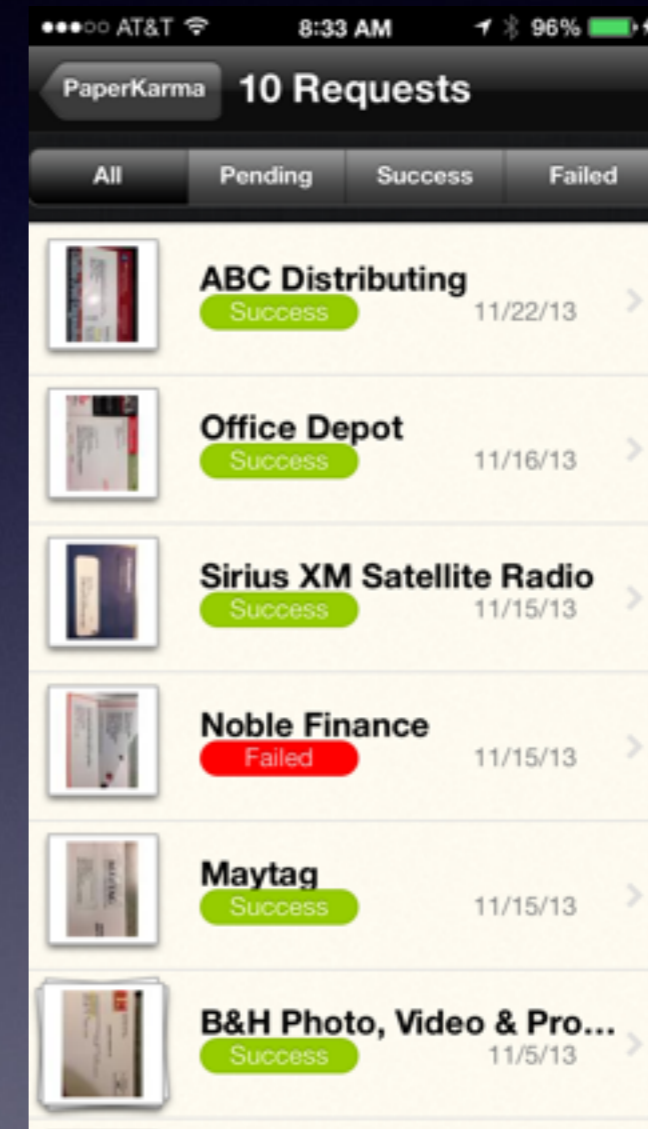 AT&T 8:33 AM 96%
PaperKarma 10 Requests
All Pending Success Failed
ABC Distributing
Success 11/22/13
Office Depot
Success 11/16/13
Sirius XM Satellite Radio
Success 11/15/13
Noble Finance
Failed 11/15/13
Maytag
Success 11/15/13
B&H Photo, Video & Pro...
Success 11/5/13